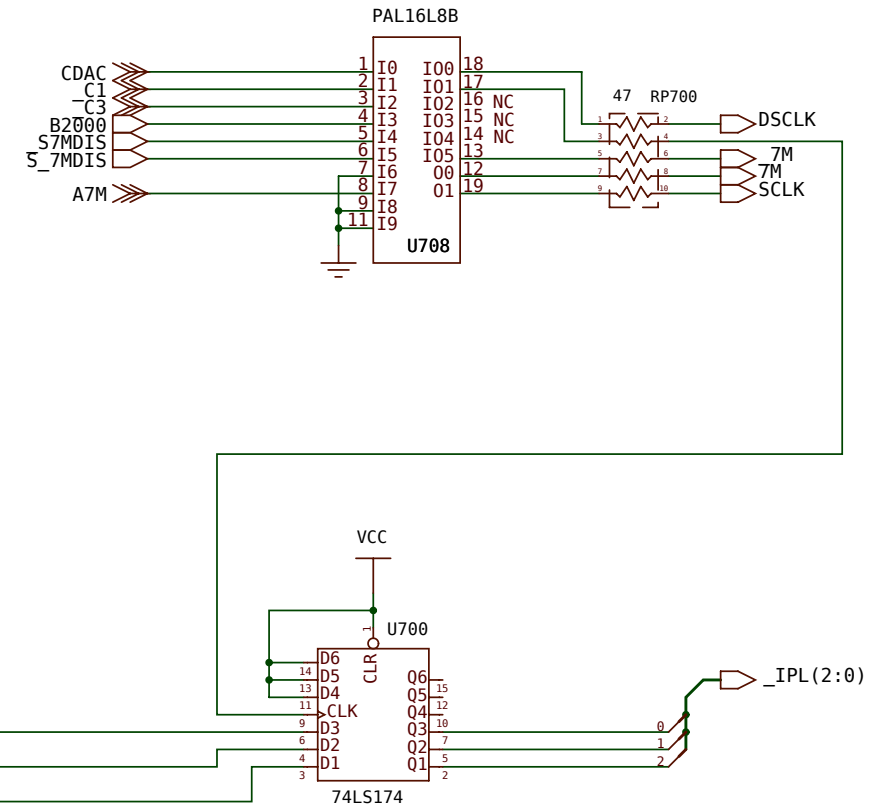 PAL16L8B
CDAC 1 I0 IO0 18
_C1 2 I1 IO1 17
_C3 3 I2 IO2 16 NC
B2000 4 I3 IO3 15 NC
_S7MDIS 5 I4 IO4 14 NC
S_7MDIS 6 I5 IO5 13
7 I6 O0 12
A7M 8 I7 O1 19
9 I8
11 I9
U708
47 RP700
1 2 DSCLK
3 4
5 6 _7M
7 8 7M
9 10 SCLK
VCC
1 U700
CLR
D6 Q6
14 D5 Q5 15
13 D4 Q4 12
11 CLK Q3 10
9 D3 Q2 7
6 D2 Q1 5
4 D1 2
3
0
1
2
_IPL(2:0)
74LS174